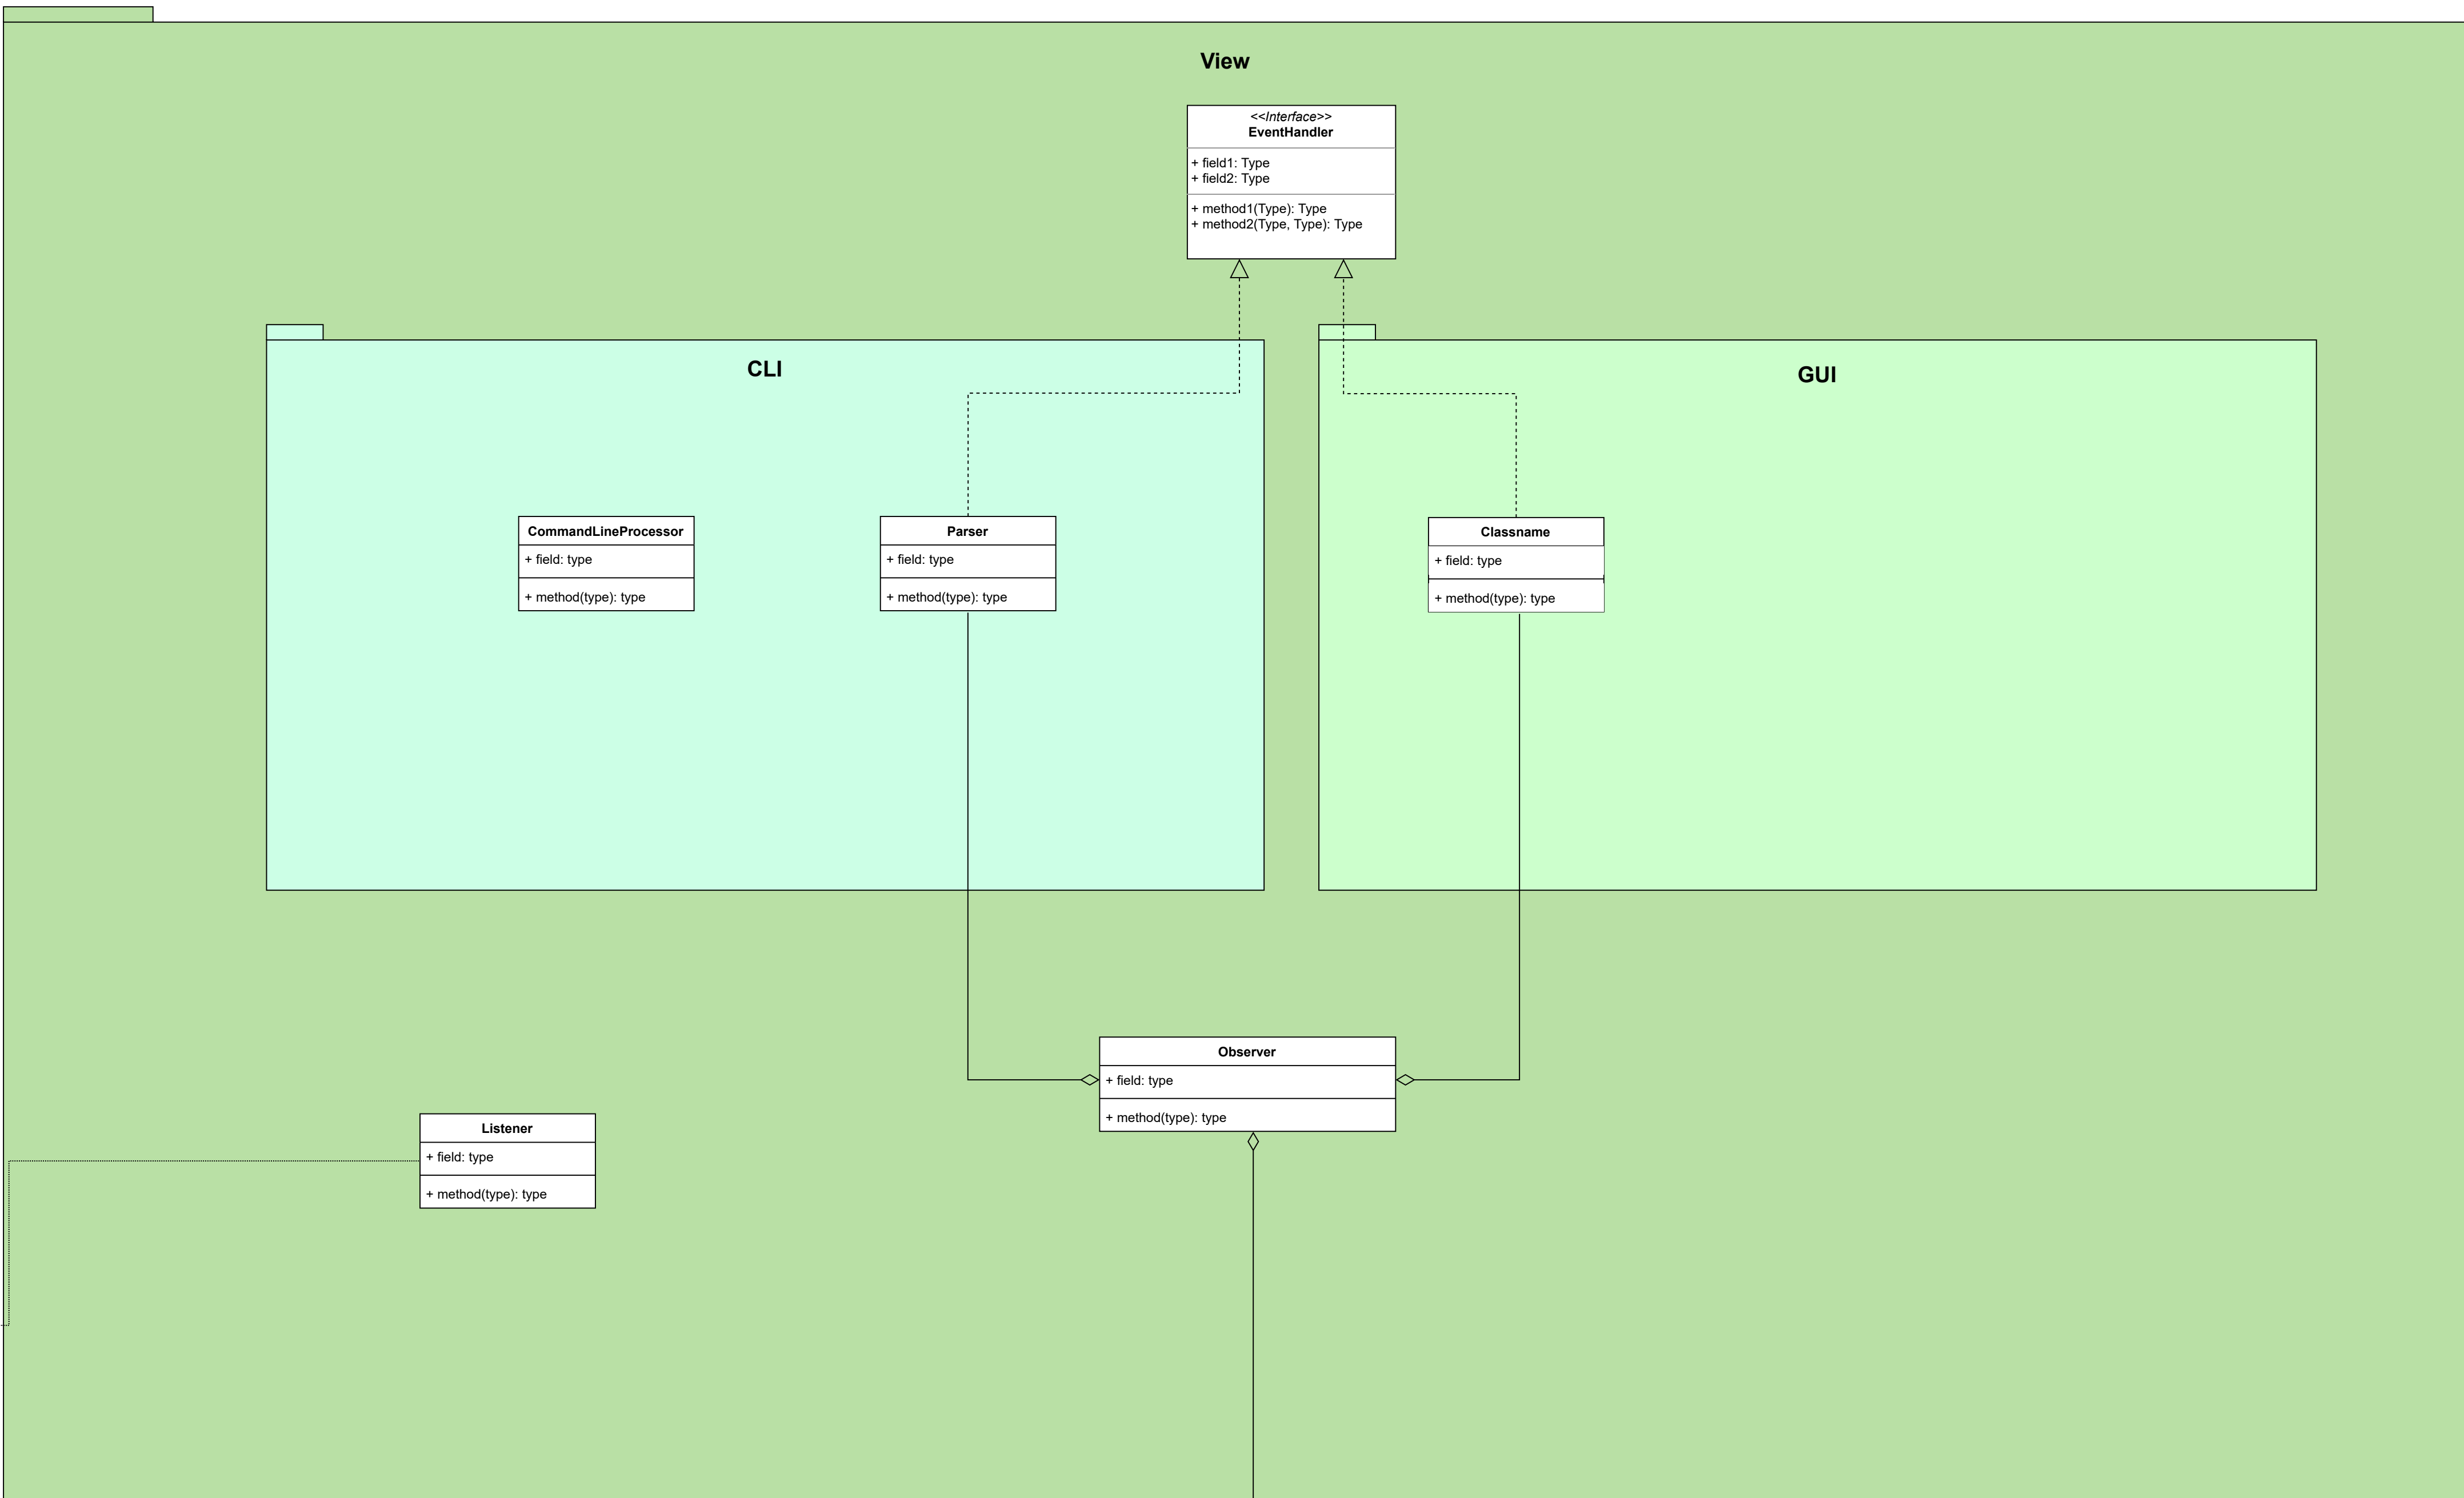 View
<<Interface>>
EventHandler
+ field1: Type
+ field2: Type
+ method1(Type): Type
+ method2(Type, Type): Type
CLI
GUI
CommandLineProcessor
+ field: type
+ method(type): type
Parser
+ field: type
+ method(type): type
Classname
+ field: type
+ method(type): type
Observer
+ field: type
+ method(type): type
Listener
+ field: type
+ method(type): type